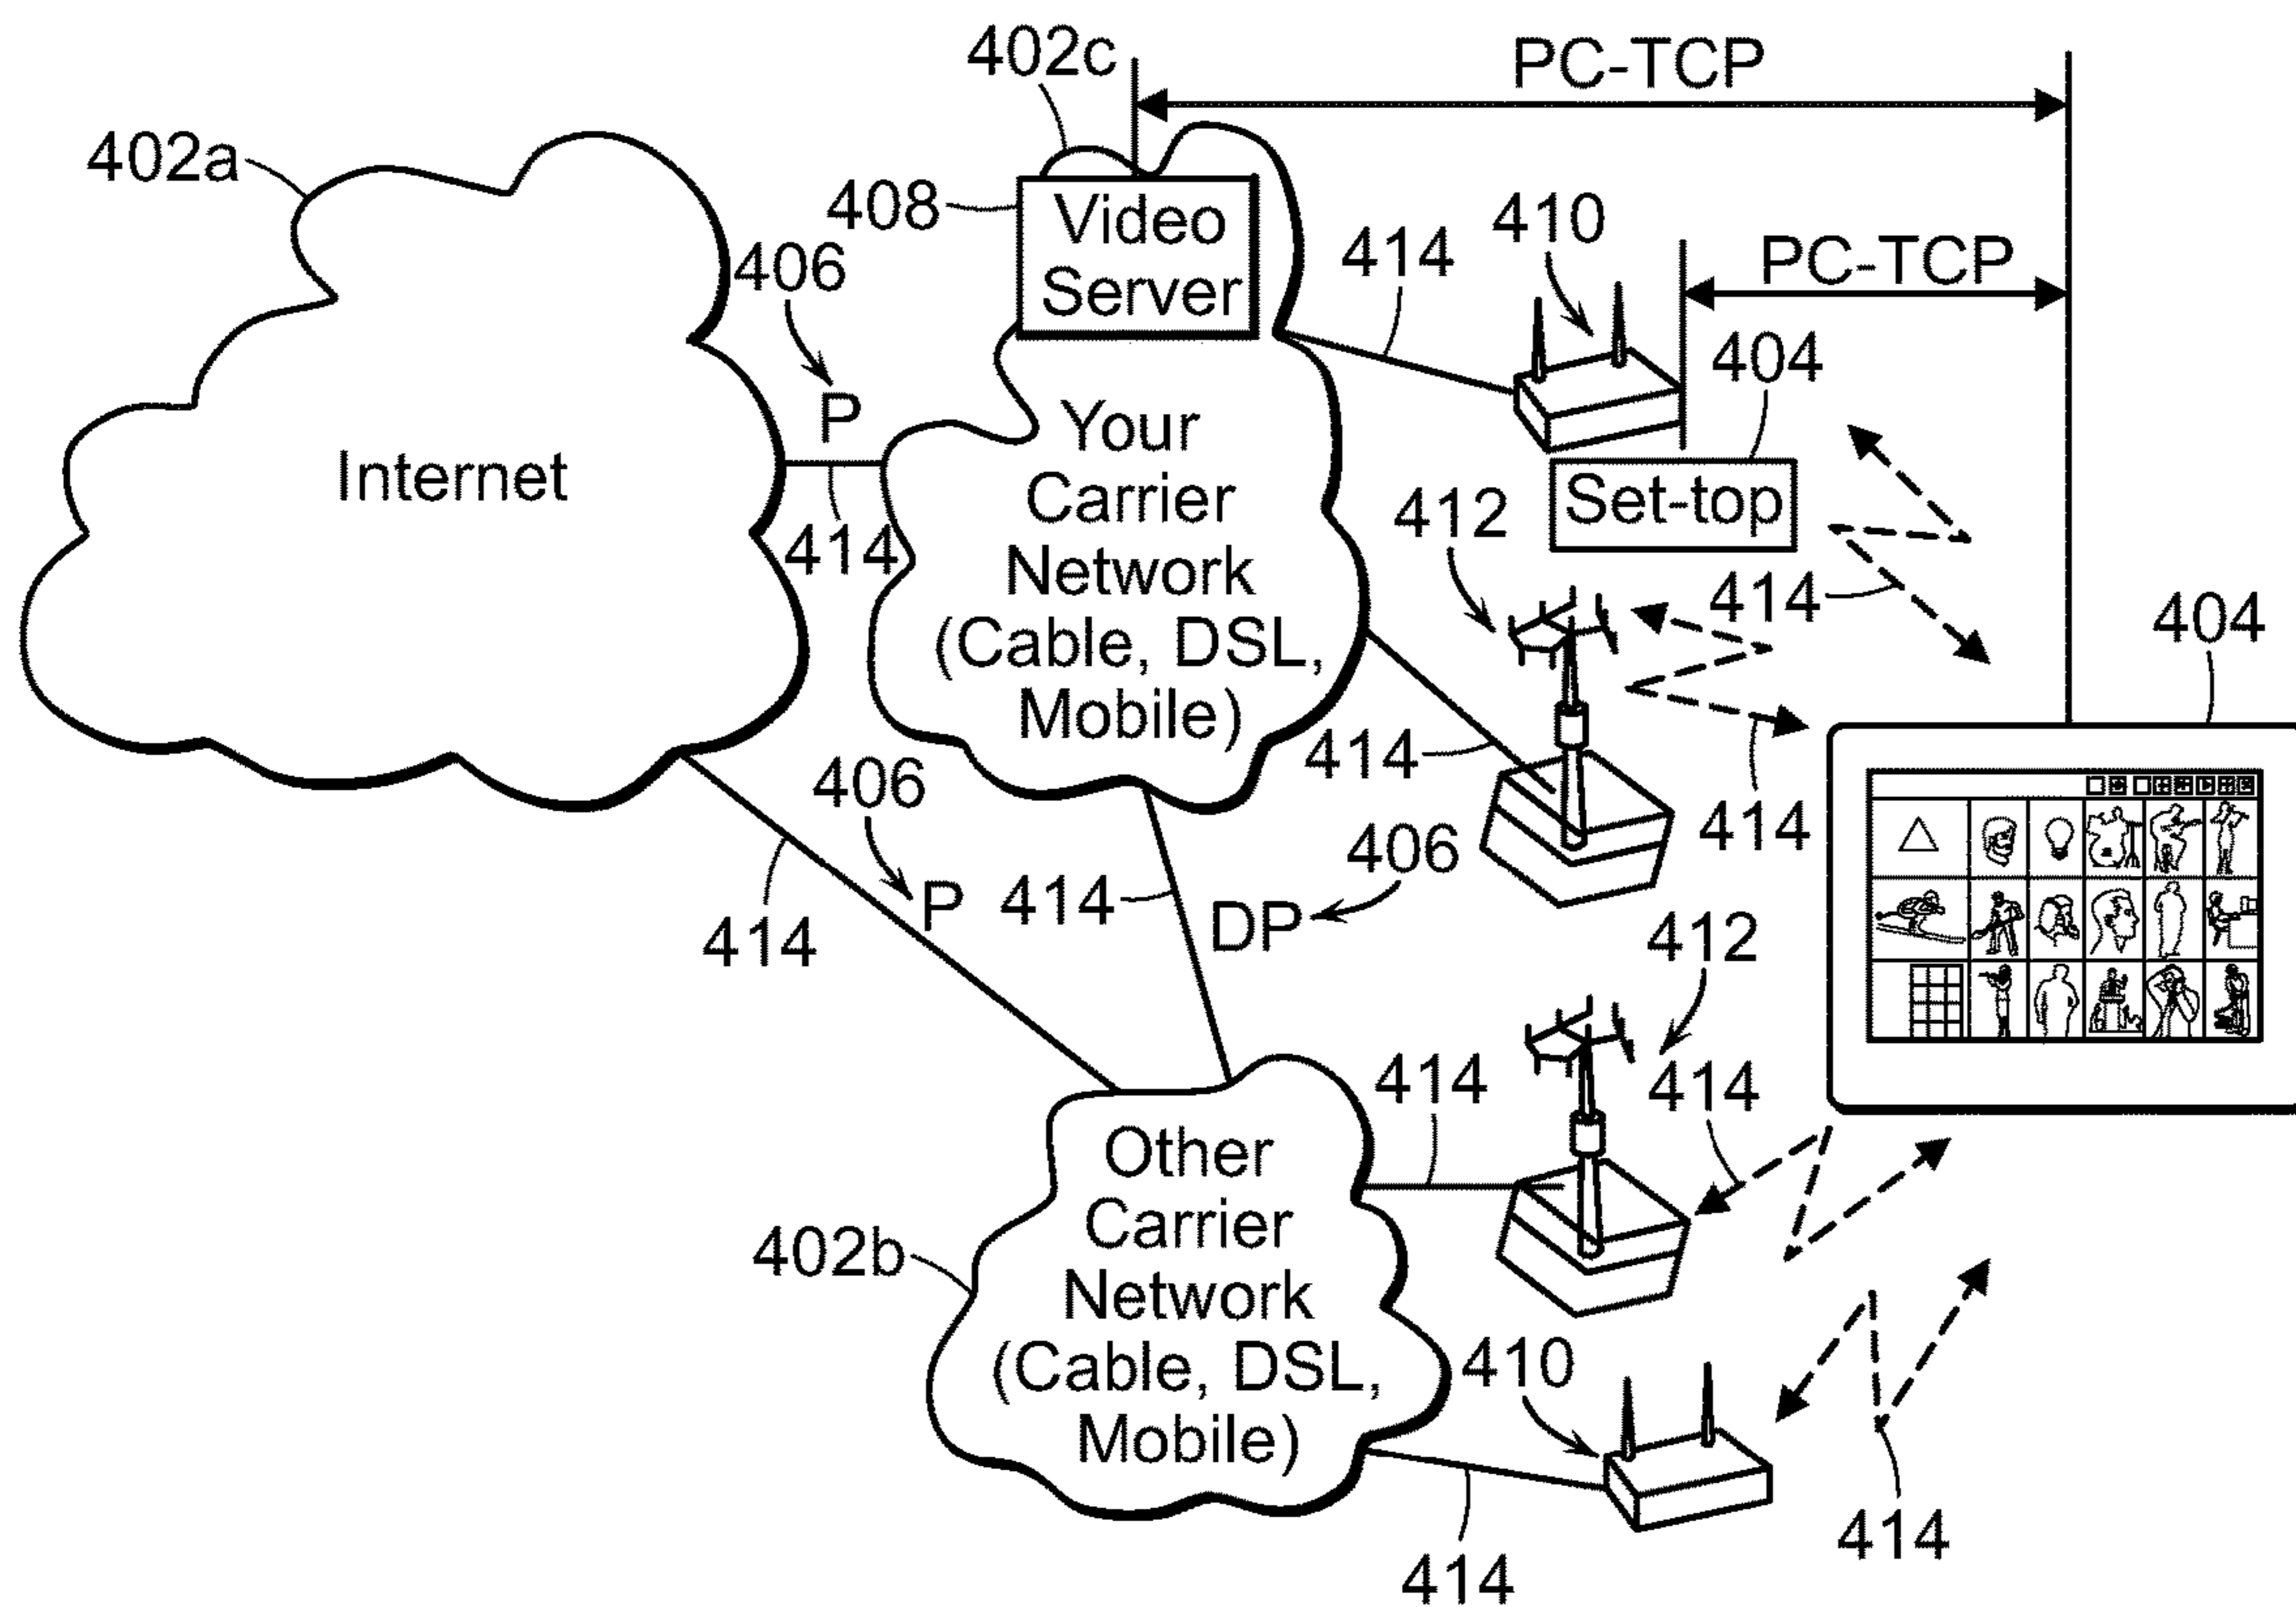 402c
PC-TCP
402a
408
Video
Server
406
414
410
PC-TCP
404
P
Your
Carrier
Network
(Cable, DSL,
Mobile)
Internet
414
412
Set-top
414
404
414
414
406
P
414
414
DP
406
412
414
414
Other
Carrier
Network
(Cable, DSL,
Mobile)
402b
410
414
414